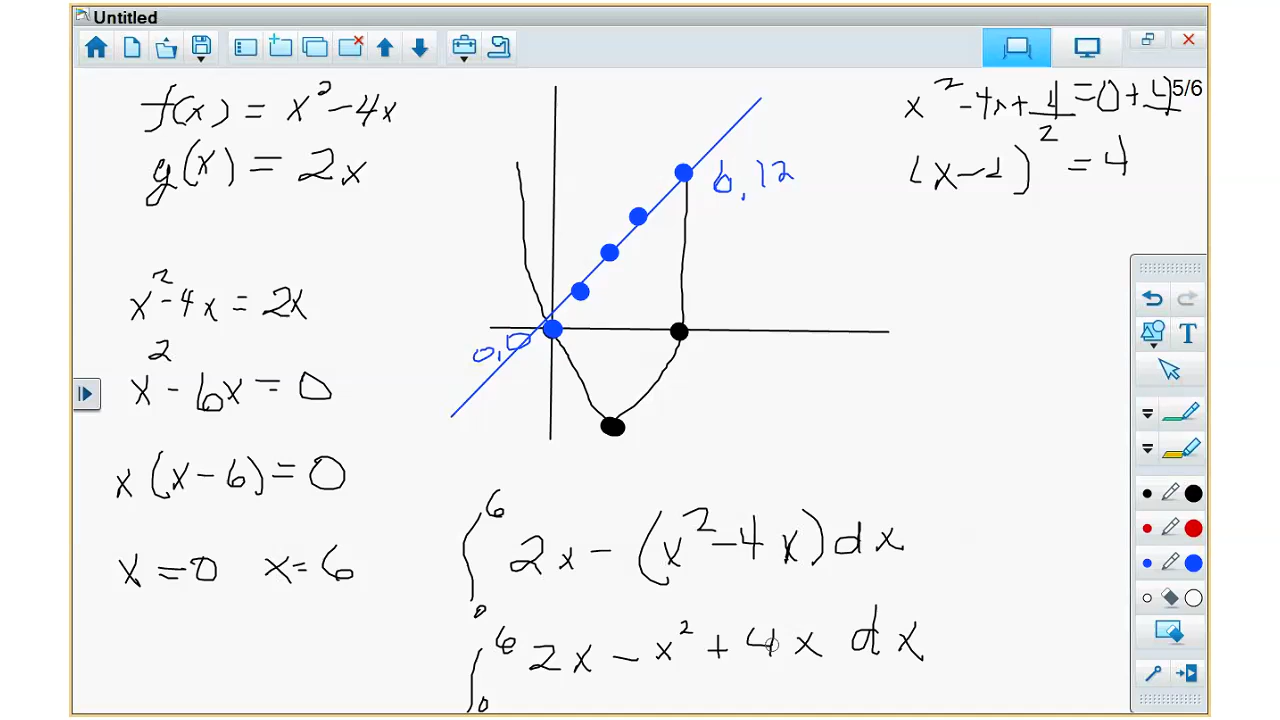 Untitled
f(x) = x² - 4x
g(x) = 2x
x² - 4x + 4/2 = 0 + 4
5/6
(x - 2)² = 4
6, 12
0, 0
x² - 4x = 2x
x² - 6x = 0
x(x - 6) = 0
x = 0 x = 6
∫₀⁶ 2x - (x² - 4x) dx
∫₀⁶ 2x - x² + 4x dx
T